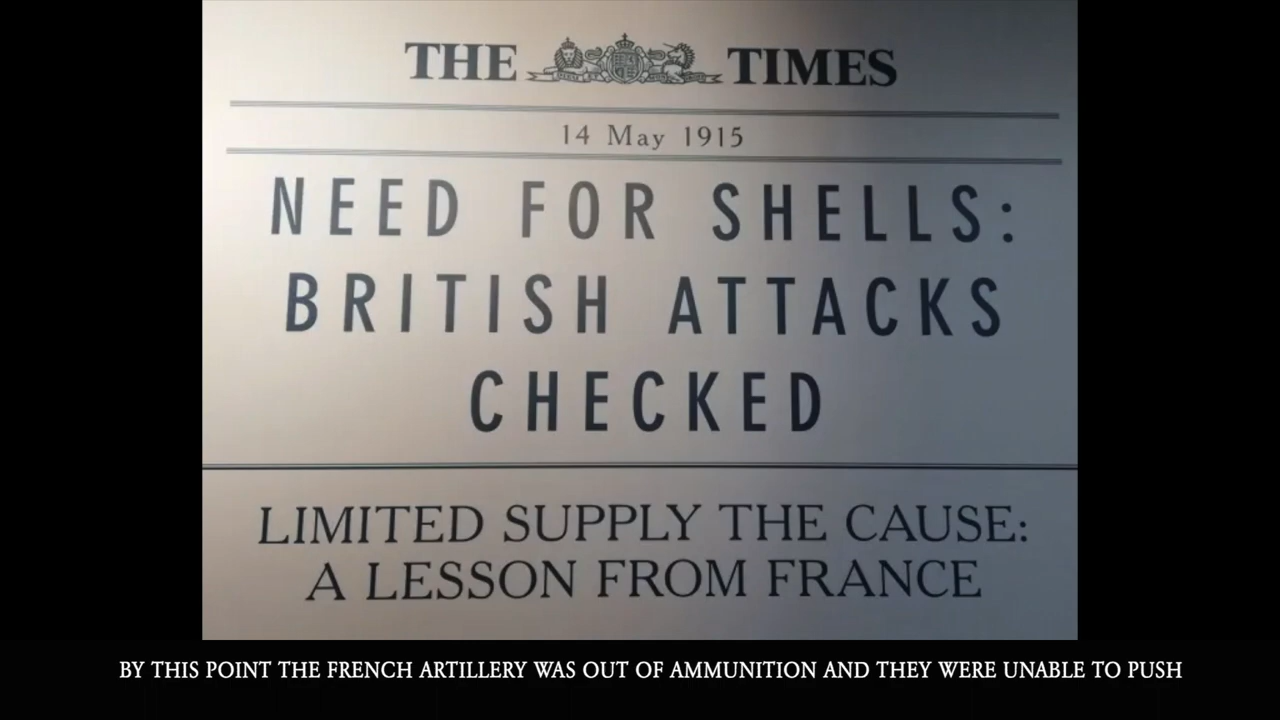 THE TIMES
14 May 1915
NEED FOR SHELLS:
BRITISH ATTACKS
CHECKED
LIMITED SUPPLY THE CAUSE:
A LESSON FROM FRANCE
BY THIS POINT THE FRENCH ARTILLERY WAS OUT OF AMMUNITION AND THEY WERE UNABLE TO PUSH